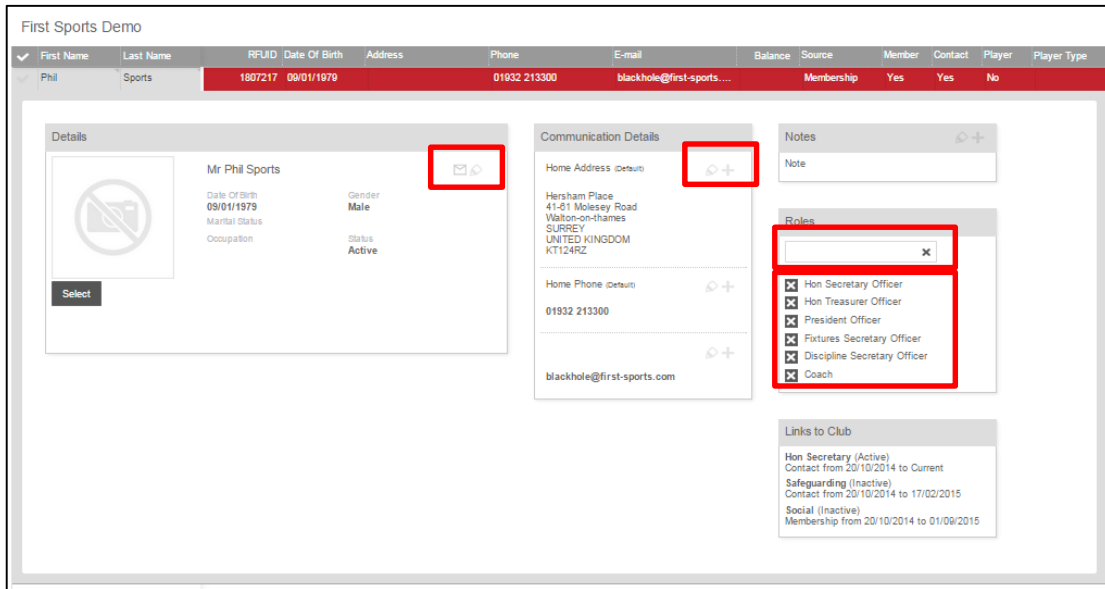 First Sports Demo
First Name Last Name RFUID Date Of Birth Address Phone E-mail Balance Source Member Contact Player Player Type
Phil Sports 1807217 09/01/1979 01932 213300 blackhole@first-sports.... Membership Yes Yes No
Details
Mr Phil Sports
Date Of Birth Gender
09/01/1979 Male
Marital Status
Occupation Status
Active
Select
Communication Details
Home Address (Default)
Hersham Place
41-61 Molesey Road
Walton-on-thames
SURREY
UNITED KINGDOM
KT124RZ
Home Phone (Default)
01932 213300
blackhole@first-sports.com
Notes
Note
Roles
Hon Secretary Officer
Hon Treasurer Officer
President Officer
Fixtures Secretary Officer
Discipline Secretary Officer
Coach
Links to Club
Hon Secretary (Active)
Contact from 20/10/2014 to Current
Safeguarding (Inactive)
Contact from 20/10/2014 to 17/02/2015
Social (Inactive)
Membership from 20/10/2014 to 01/09/2015